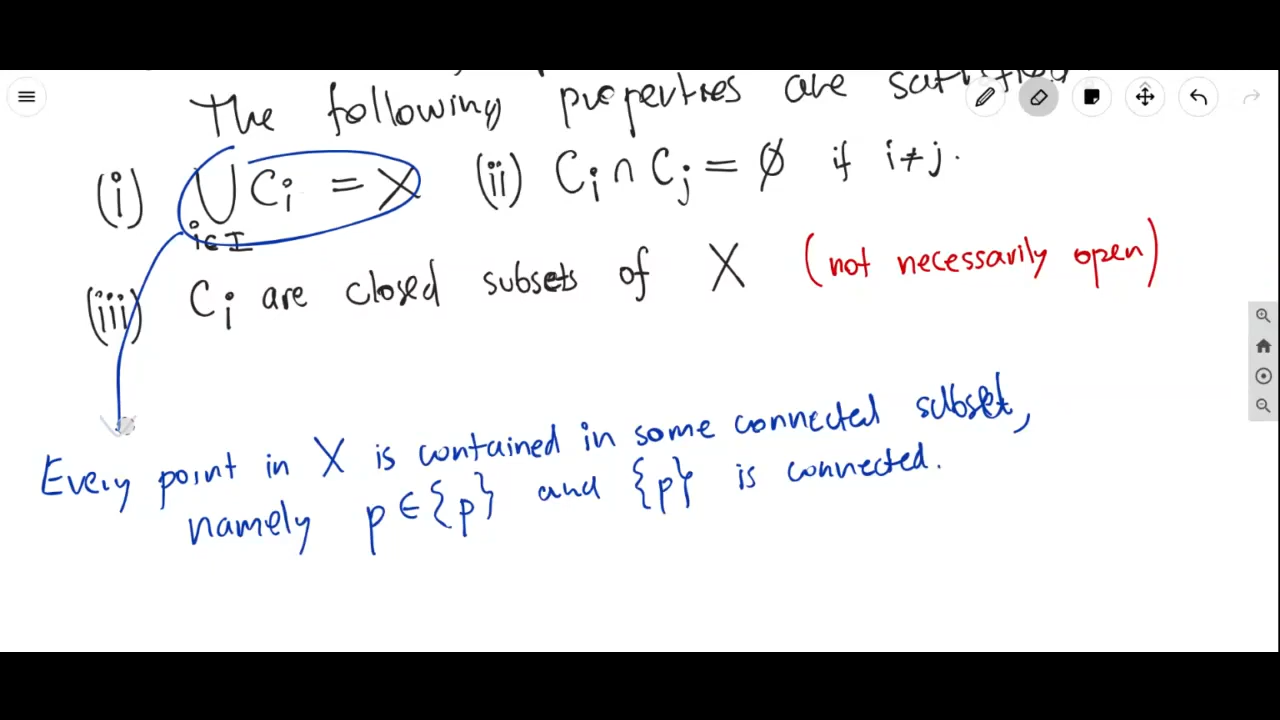 The following properties are satisfied
(i) ⋃ Cᵢ = X (ii) Cᵢ ∩ Cⱼ = ∅ if i≠j.
i∈I
(iii) Cᵢ are closed subsets of X (not necessarily open)
Every point in X is contained in some connected subset,
namely p ∈ {p} and {p} is connected.